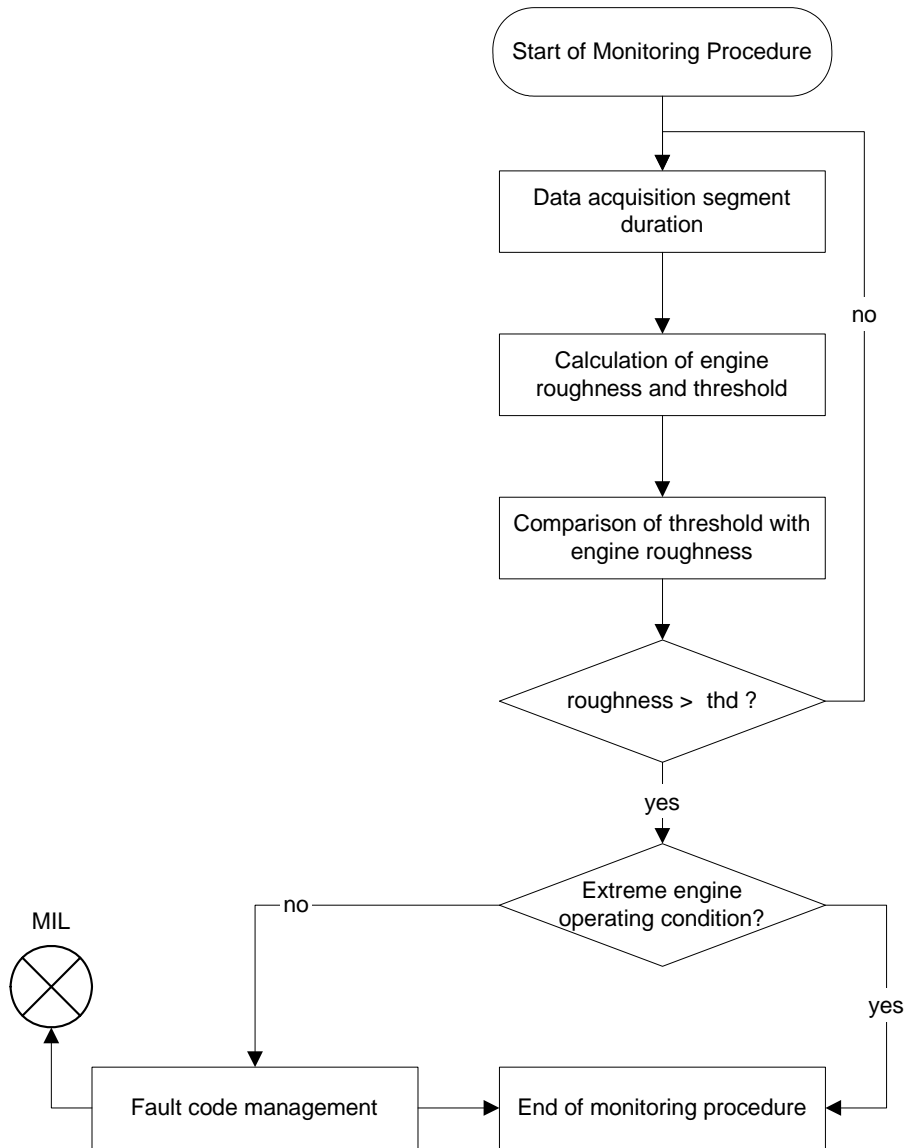 Start of Monitoring Procedure
Data acquisition segment
duration
no
Calculation of engine
roughness and threshold
Comparison of threshold with
engine roughness
roughness > thd ?
yes
Extreme engine
operating condition?
no
MIL
yes
Fault code management
End of monitoring procedure